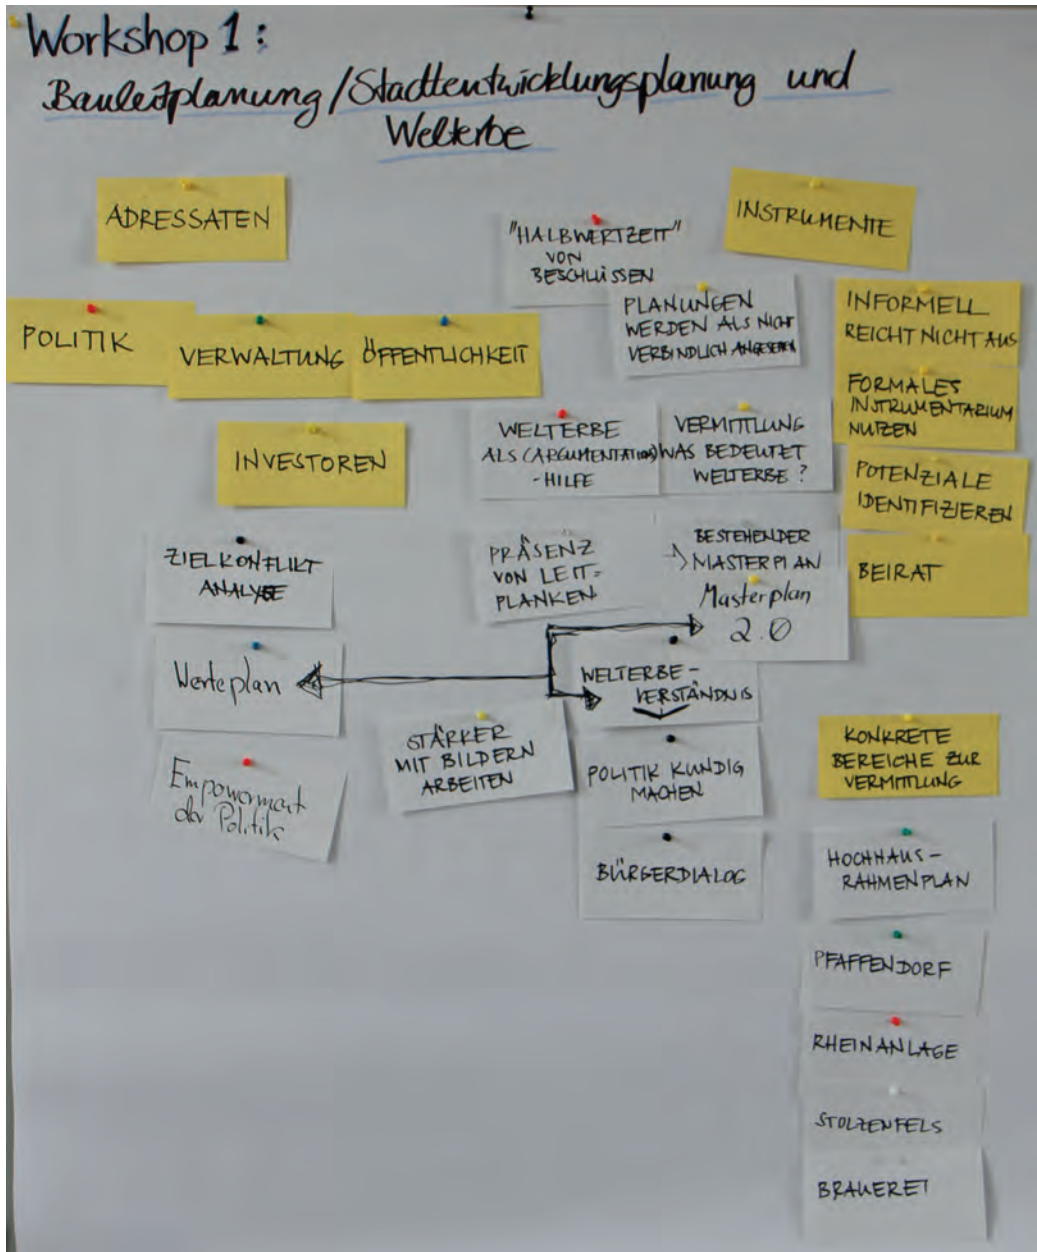 Workshop 1:
Bauleitplanung/Stadtentwicklungsplanung und
Welterbe
ADRESSATEN
POLITIK
VERWALTUNG
ÖFFENTLICHKEIT
INVESTOREN
ZIELKONFLIKT
ANALYSE
Werteplan
Empowerment
der Politik
"HALBWERTZEIT"
VON
BESCHLÜSSEN
PLANUNGEN
WERDEN ALS NICHT
VERBINDLICH ANGESEHEN
WELTERBE
ALS (ARGUMENTATIONS)
-HILFE
VERMITTLUNG
WAS BEDEUTET
WELTERBE?
PRÄSENZ
VON LEIT=
PLANKEN
BESTEHENDER
MASTERPLAN
Masterplan
2.0
WELTERBE-
VERSTÄNDNIS
STÄRKER
MIT BILDERN
ARBEITEN
POLITIK KUNDIG
MACHEN
BÜRGERDIALOG
INSTRUMENTE
INFORMELL
REICHT NICHT AUS
FORMALES
INSTRUMENTARIUM
NUTZEN
POTENZIALE
IDENTIFIZIEREN
BEIRAT
KONKRETE
BEREICHE ZUR
VERMITTLUNG
HOCHHAUS-
RAHMENPLAN
PFAFFENDORF
RHEINANLAGE
STOLZENFELS
BRAUEREI